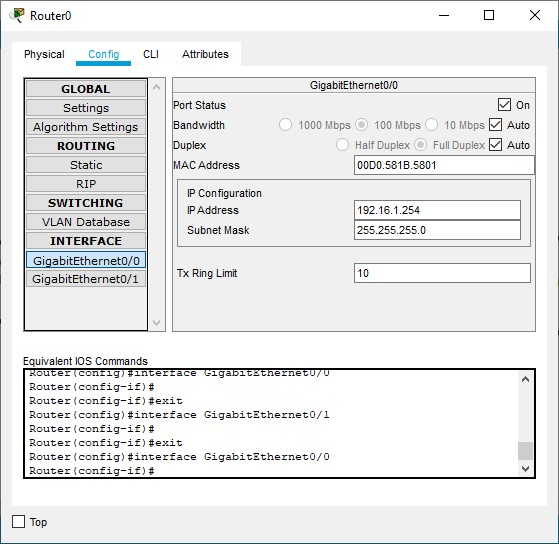 Router0
Physical Config CLI Attributes
GLOBAL
Settings
Algorithm Settings
ROUTING
Static
RIP
SWITCHING
VLAN Database
INTERFACE
GigabitEthernet0/0
GigabitEthernet0/1
GigabitEthernet0/0
Port Status On
Bandwidth 1000 Mbps 100 Mbps 10 Mbps Auto
Duplex Half Duplex Full Duplex Auto
MAC Address 00D0.581B.5801
IP Configuration
IP Address 192.16.1.254
Subnet Mask 255.255.255.0
Tx Ring Limit 10
Equivalent IOS Commands
Router(config)#interface GigabitEthernet0/0
Router(config-if)#
Router(config-if)#exit
Router(config)#interface GigabitEthernet0/1
Router(config-if)#
Router(config-if)#exit
Router(config)#interface GigabitEthernet0/0
Router(config-if)#
Top